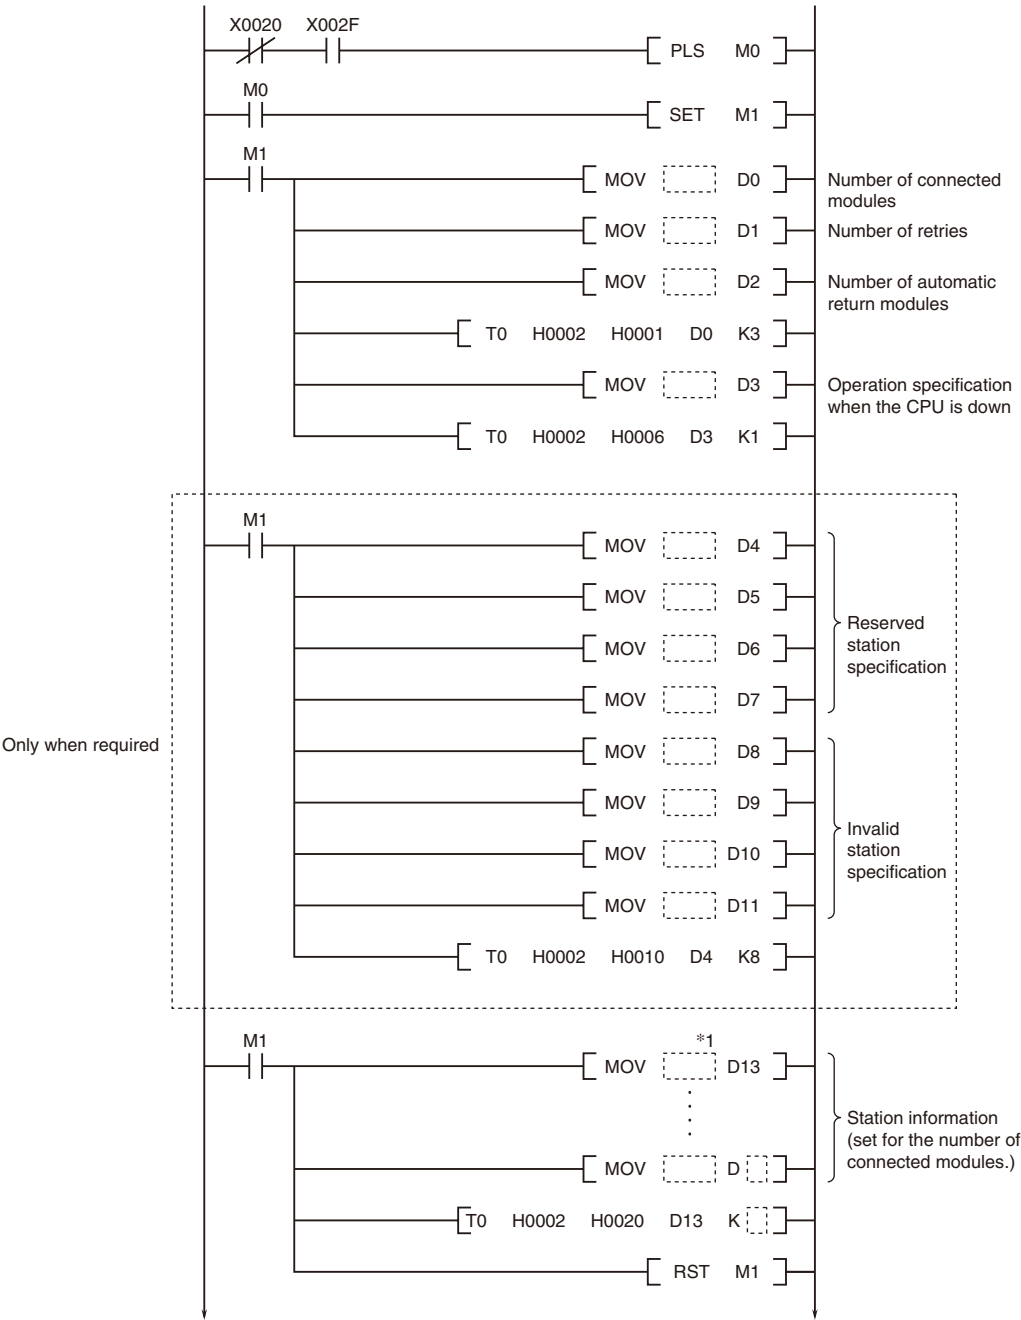 X0020 X002F
PLS M0
M0
SET M1
M1
MOV D0 Number of connected
modules
MOV D1 Number of retries
MOV D2 Number of automatic
return modules
T0 H0002 H0001 D0 K3
MOV D3 Operation specification
when the CPU is down
T0 H0002 H0006 D3 K1
Only when required
M1
MOV D4
MOV D5
MOV D6
MOV D7
Reserved
station
specification
MOV D8
MOV D9
MOV D10
MOV D11
Invalid
station
specification
T0 H0002 H0010 D4 K8
M1
*1
MOV D13
MOV D
Station information
(set for the number of
connected modules.)
T0 H0002 H0020 D13 K
RST M1